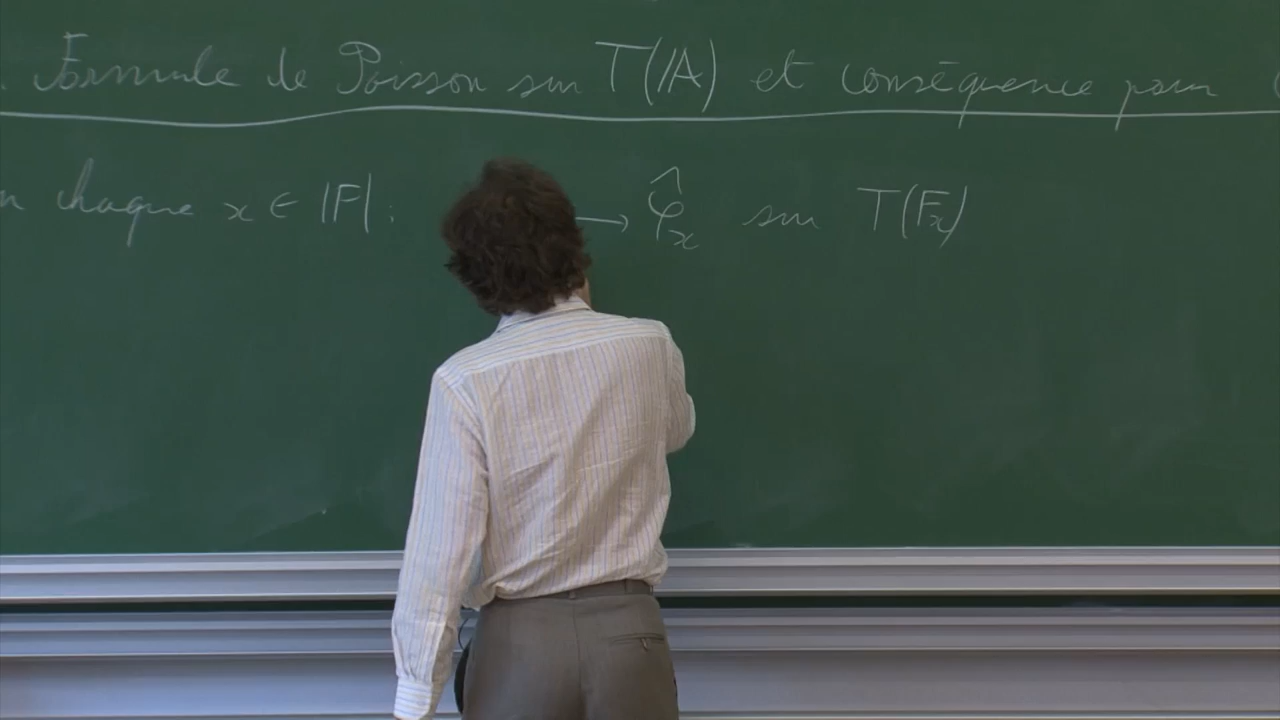 Formule de Poisson sur T(𝔸) et conséquence pour
chaque x ∈ |F| : → φ̂_x sur T(F_x)